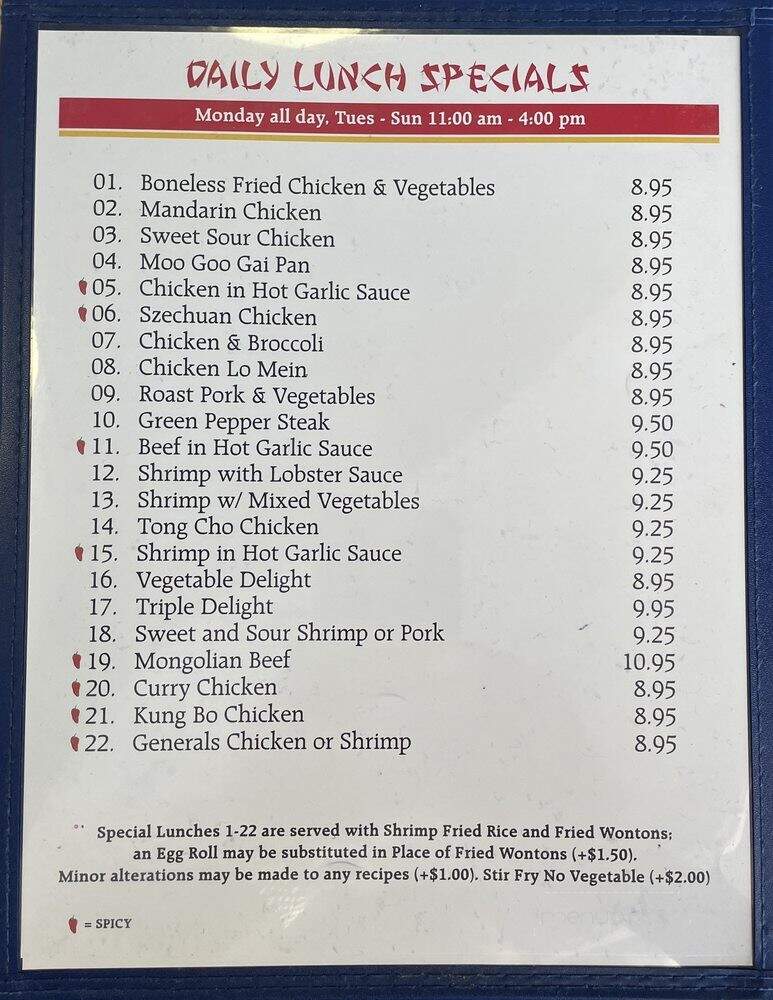 DAILY LUNCH SPECIALS
Monday all day, Tues - Sun 11:00 am - 4:00 pm
01. Boneless Fried Chicken & Vegetables 8.95
02. Mandarin Chicken 8.95
03. Sweet Sour Chicken 8.95
04. Moo Goo Gai Pan 8.95
05. Chicken in Hot Garlic Sauce 8.95
06. Szechuan Chicken 8.95
07. Chicken & Broccoli 8.95
08. Chicken Lo Mein 8.95
09. Roast Pork & Vegetables 8.95
10. Green Pepper Steak 9.50
11. Beef in Hot Garlic Sauce 9.50
12. Shrimp with Lobster Sauce 9.25
13. Shrimp w/ Mixed Vegetables 9.25
14. Tong Cho Chicken 9.25
15. Shrimp in Hot Garlic Sauce 9.25
16. Vegetable Delight 8.95
17. Triple Delight 9.95
18. Sweet and Sour Shrimp or Pork 9.25
19. Mongolian Beef 10.95
20. Curry Chicken 8.95
21. Kung Bo Chicken 8.95
22. Generals Chicken or Shrimp 8.95
Special Lunches 1-22 are served with Shrimp Fried Rice and Fried Wontons;
an Egg Roll may be substituted in Place of Fried Wontons (+$1.50).
Minor alterations may be made to any recipes (+$1.00). Stir Fry No Vegetable (+$2.00)
= SPICY